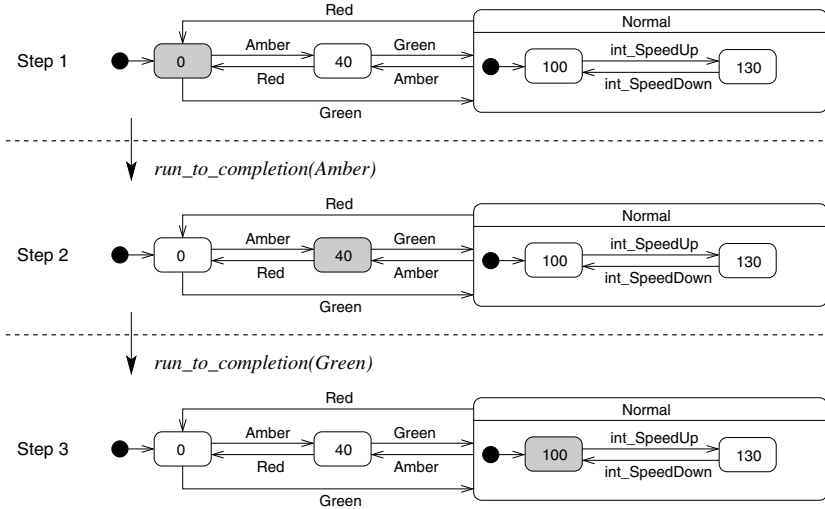 Red
Normal
Step 1
0
Amber
Red
40
Green
Amber
100
int_SpeedUp
int_SpeedDown
130
Green
run_to_completion(Amber)
Red
Normal
Step 2
0
Amber
Red
40
Green
Amber
100
int_SpeedUp
int_SpeedDown
130
Green
run_to_completion(Green)
Red
Normal
Step 3
0
Amber
Red
40
Green
Amber
100
int_SpeedUp
int_SpeedDown
130
Green